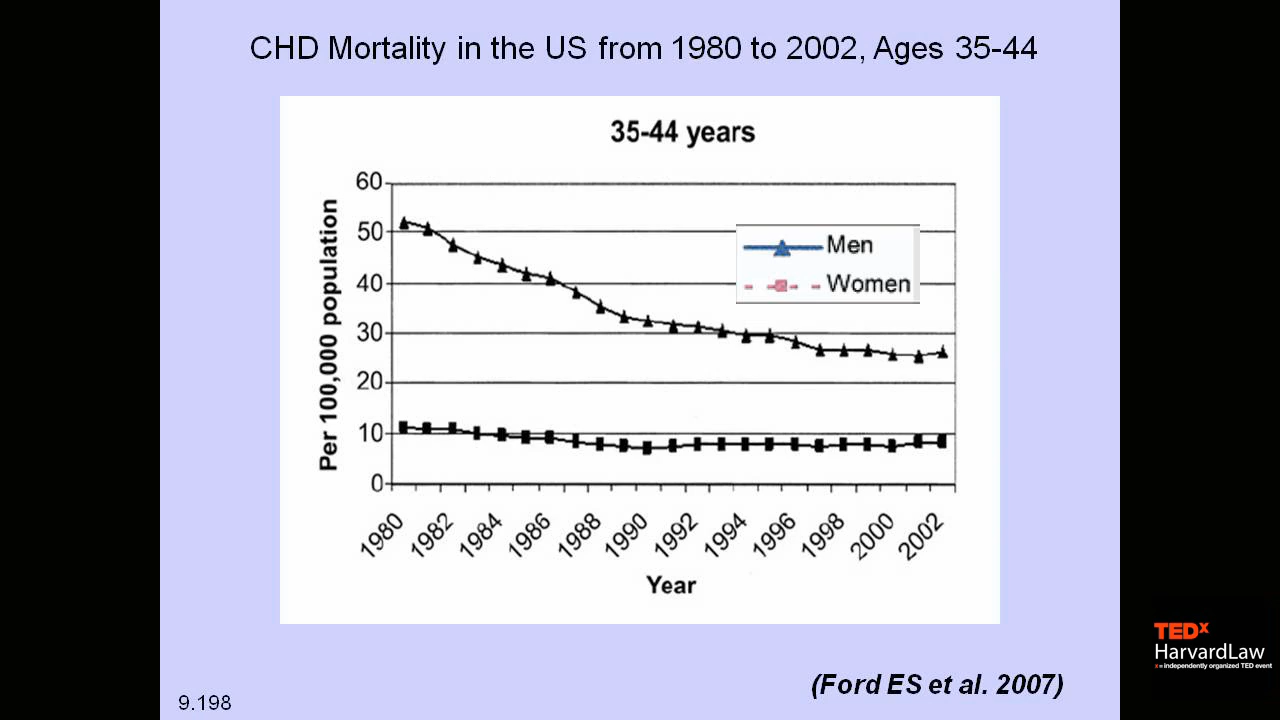 CHD Mortality in the US from 1980 to 2002, Ages 35-44
35-44 years
60
50
40
30
20
10
0
Per 100,000 population
Men
Women
1980
1982
1984
1986
1988
1990
1992
1994
1996
1998
2000
2002
Year
(Ford ES et al. 2007)
9.198
TEDx
HarvardLaw
x = independently organized TED event